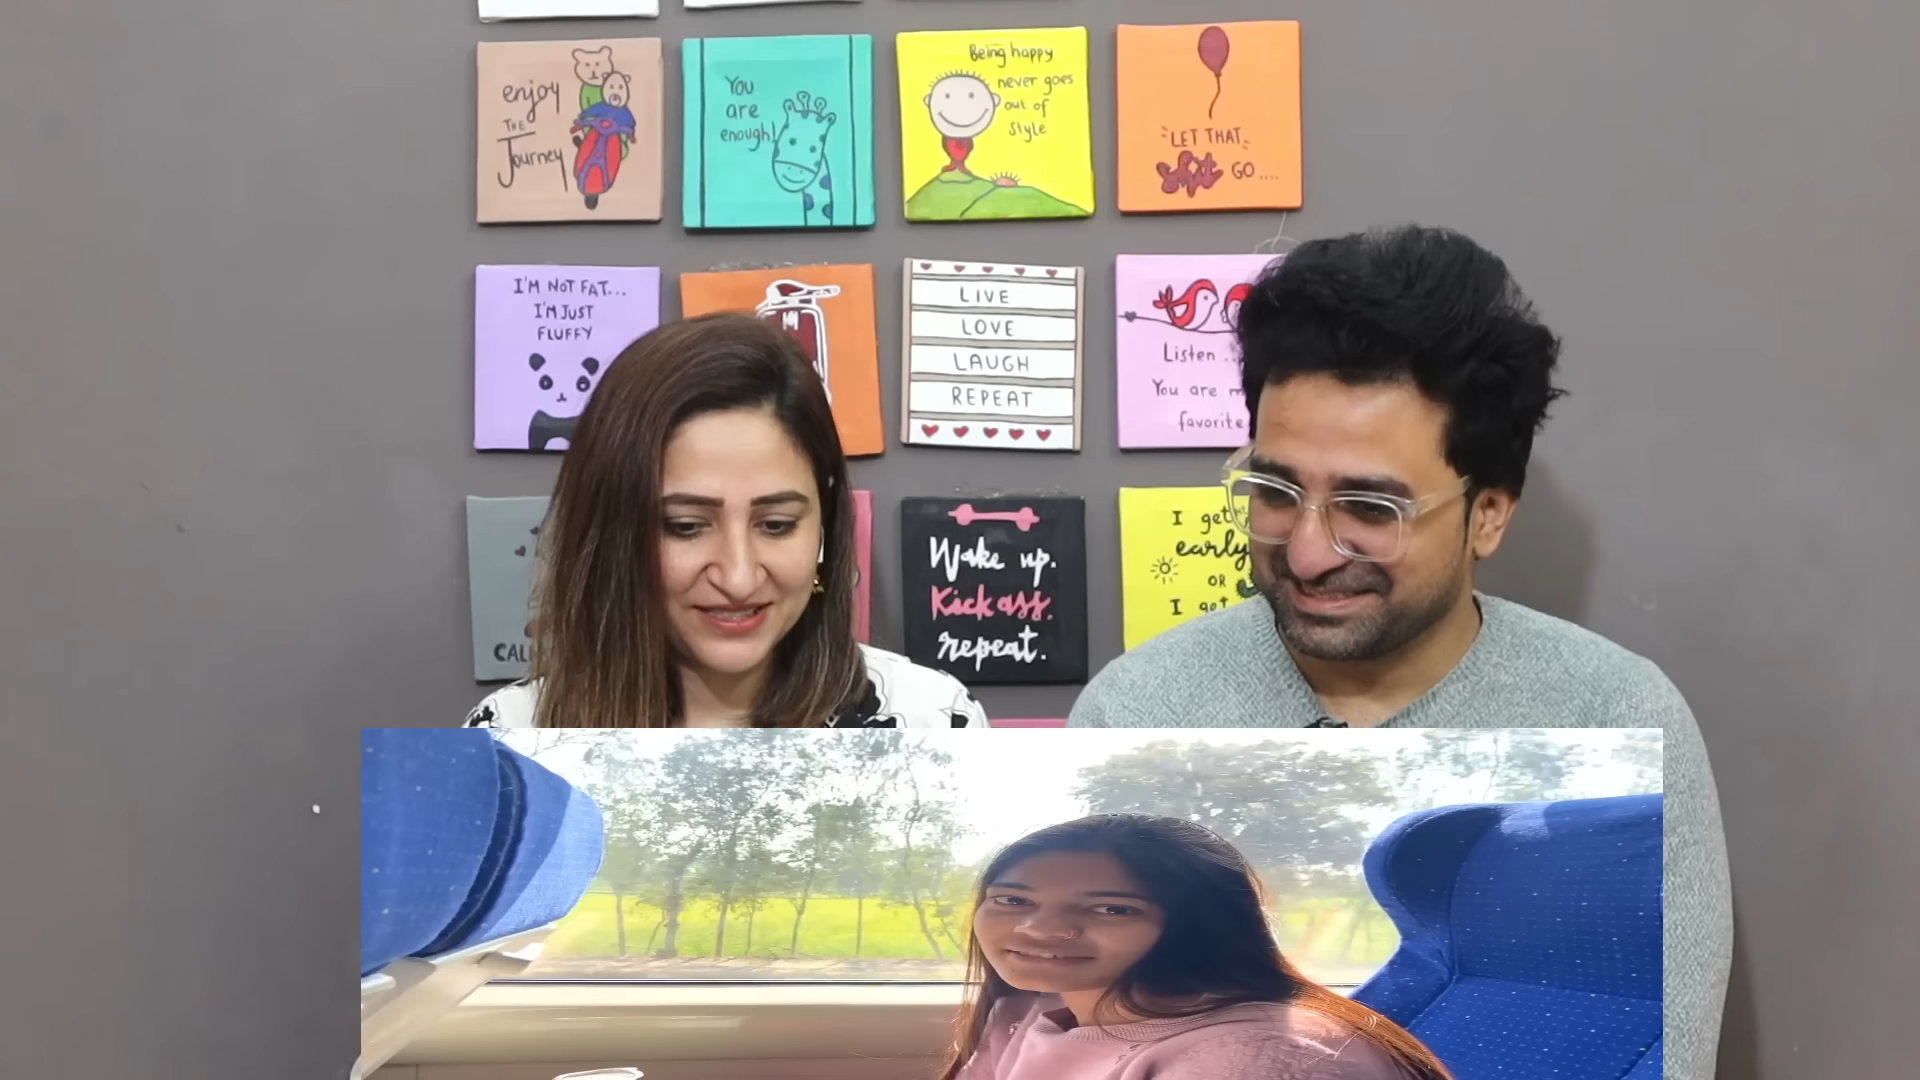 enjoy
THE
Journey
You
are
enough!
Being happy
never goes
out of
style
LET THAT
shit GO ....
I'M NOT FAT...
I'M JUST
FLUFFY
LIVE
LOVE
LAUGH
REPEAT
Listen ..
You are
favorite
Wake up.
Kick ass.
repeat.
I get
early
OR
I get